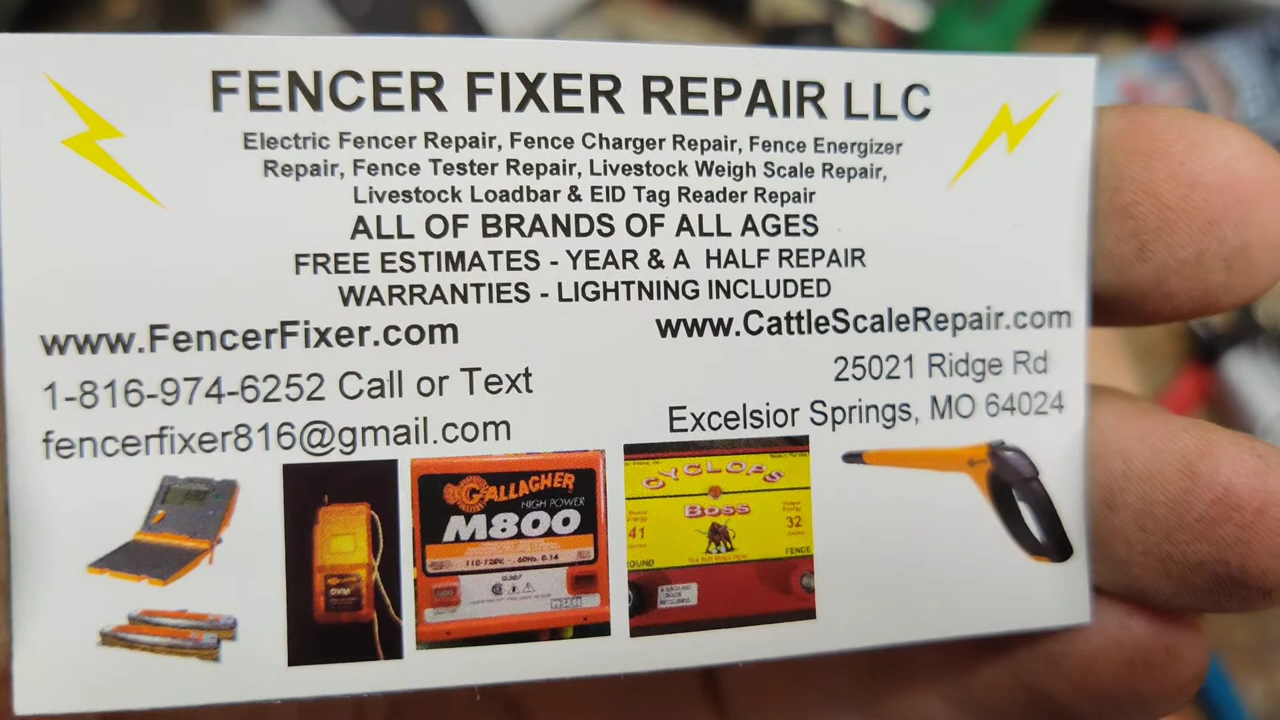 FENCER FIXER REPAIR LLC
Electric Fencer Repair, Fence Charger Repair, Fence Energizer
Repair, Fence Tester Repair, Livestock Weigh Scale Repair,
Livestock Loadbar & EID Tag Reader Repair
ALL OF BRANDS OF ALL AGES
FREE ESTIMATES - YEAR & A HALF REPAIR
WARRANTIES - LIGHTNING INCLUDED
www.FencerFixer.com
1-816-974-6252 Call or Text
fencerfixer816@gmail.com
www.CattleScaleRepair.com
25021 Ridge Rd
Excelsior Springs, MO 64024
DVM
GALLAGHER
HIGH POWER
M800
CYCLOPS
BOSS
41
32
FENCE